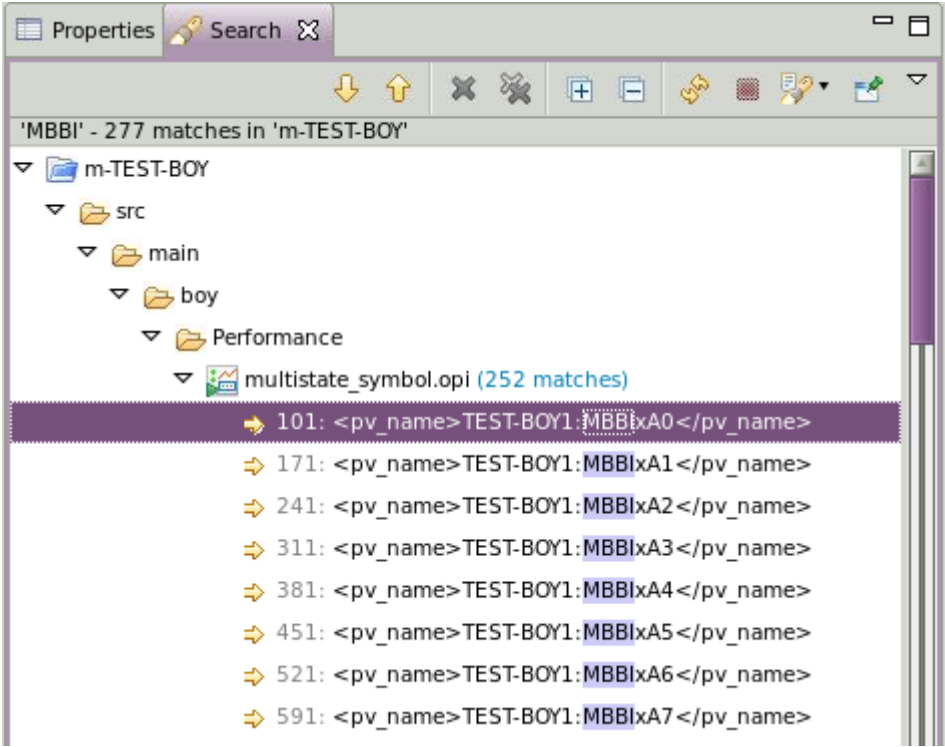 Properties Search
'MBBI' - 277 matches in 'm-TEST-BOY'
m-TEST-BOY
src
main
boy
Performance
multistate_symbol.opi (252 matches)
101: <pv_name>TEST-BOY1:MBBIxA0</pv_name>
171: <pv_name>TEST-BOY1:MBBIxA1</pv_name>
241: <pv_name>TEST-BOY1:MBBIxA2</pv_name>
311: <pv_name>TEST-BOY1:MBBIxA3</pv_name>
381: <pv_name>TEST-BOY1:MBBIxA4</pv_name>
451: <pv_name>TEST-BOY1:MBBIxA5</pv_name>
521: <pv_name>TEST-BOY1:MBBIxA6</pv_name>
591: <pv_name>TEST-BOY1:MBBIxA7</pv_name>